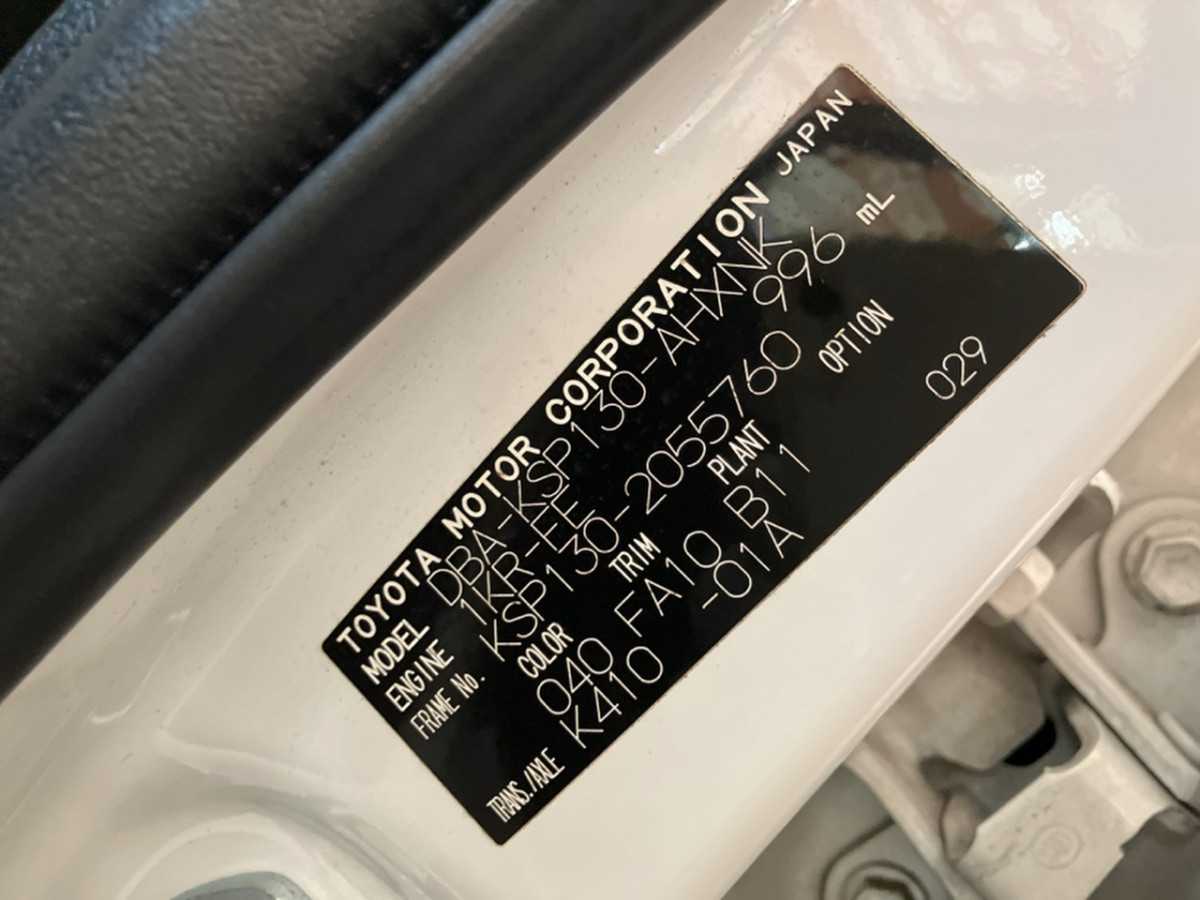 TOYOTA MOTOR CORPORATION JAPAN
MODEL DBA-KSP130-AHXNK
ENGINE 1KR-FE 996 mL
FRAME No. KSP130-2055760
COLOR TRIM PLANT OPTION
040 FA10 B11 029
TRANS./AXLE K410 -01A